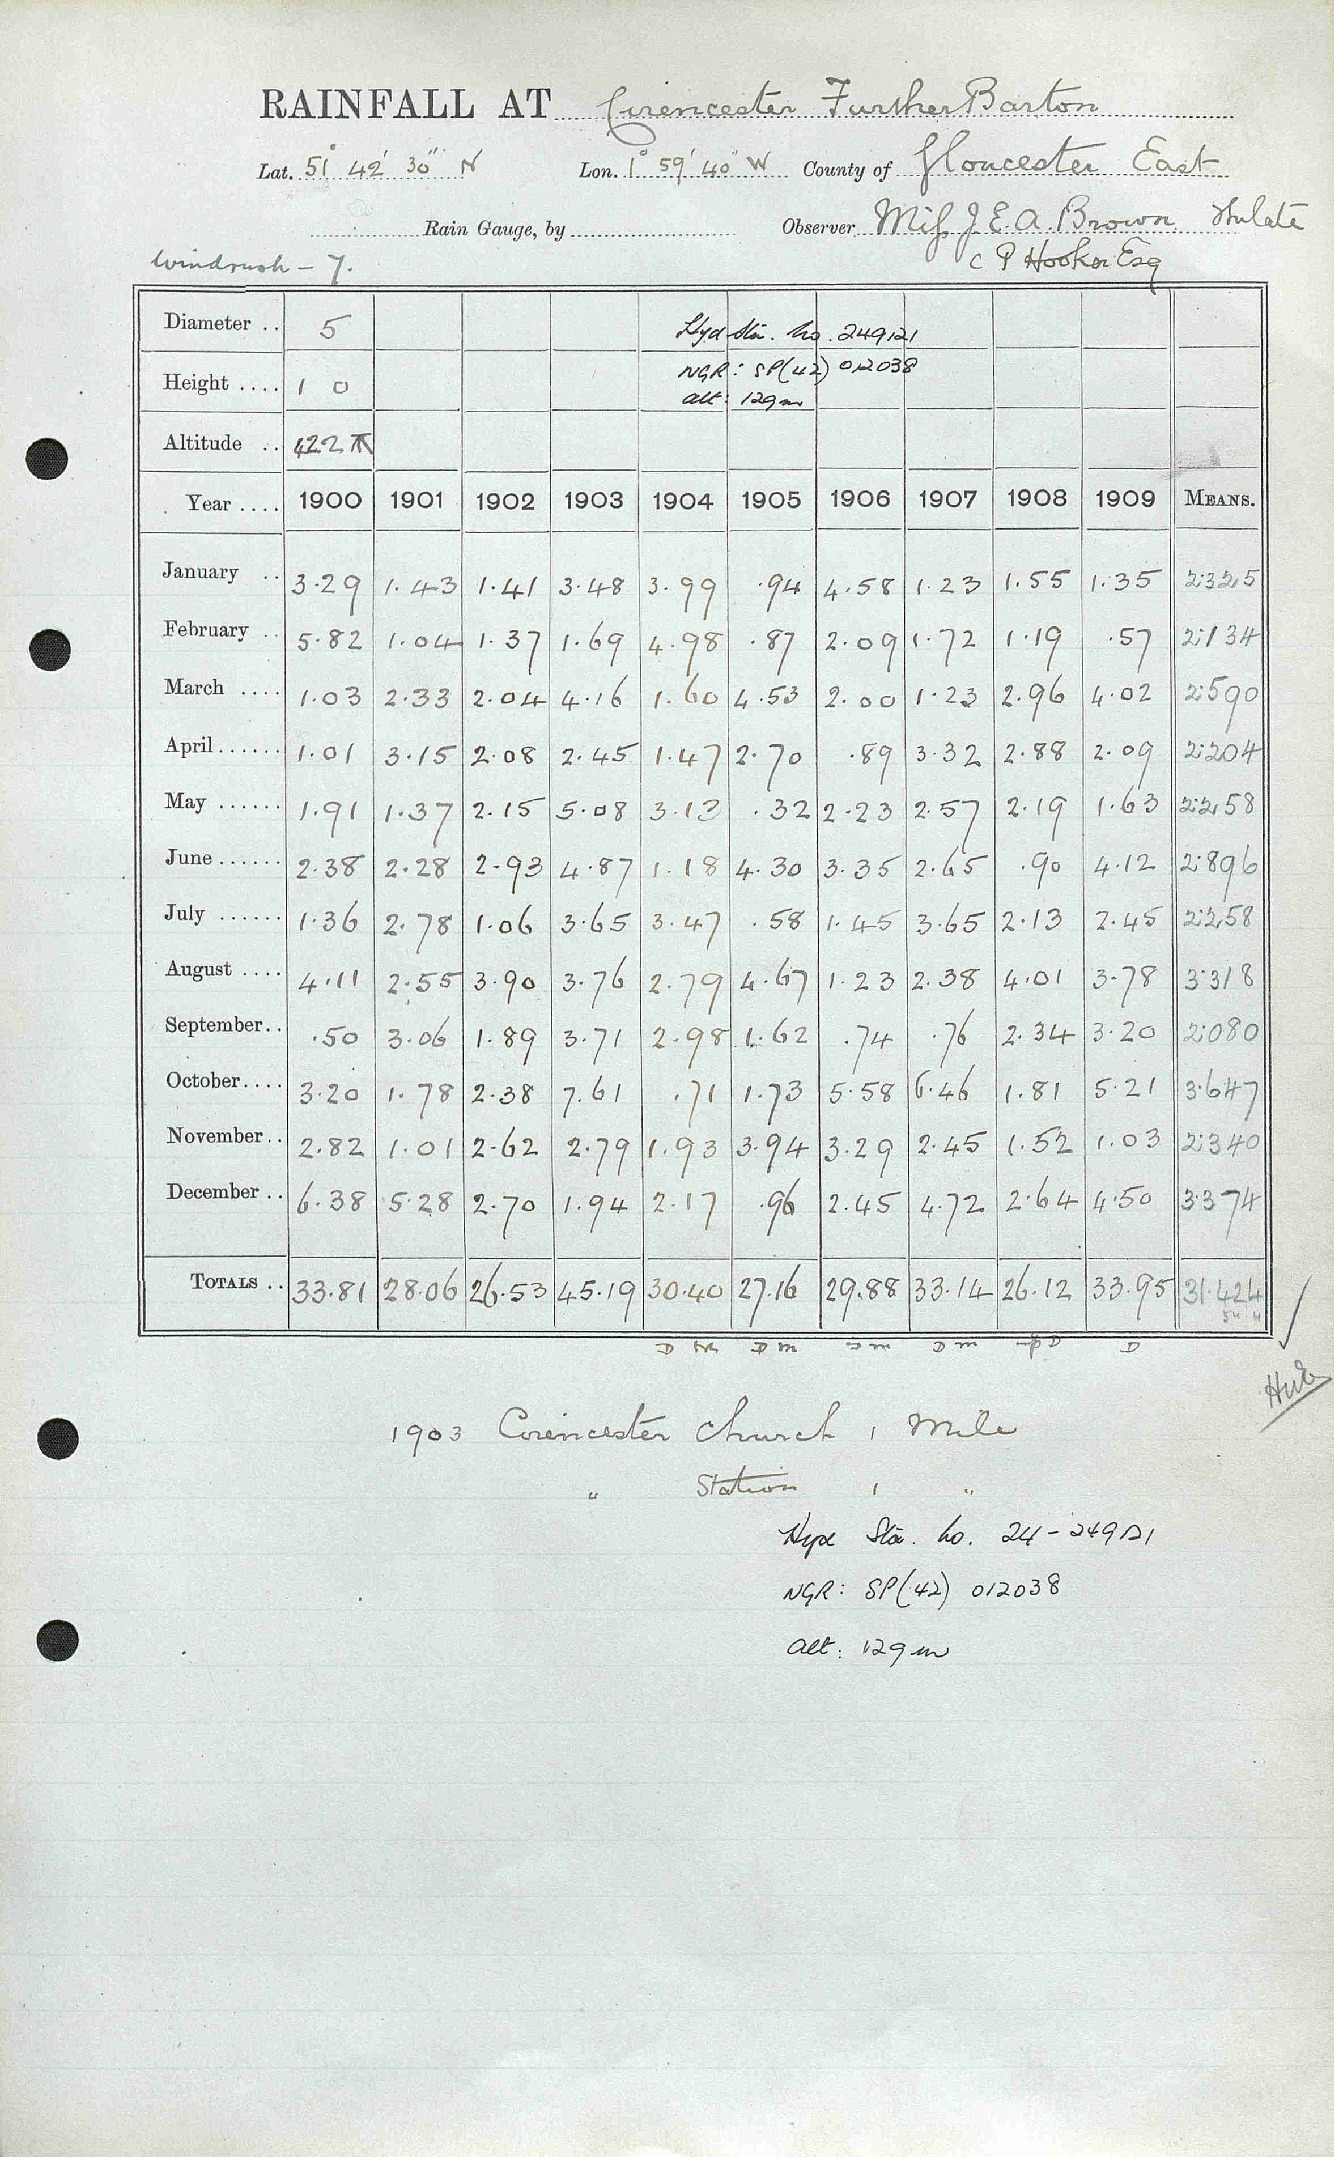 RAINFALL AT Cirencester Further Barton
Lat. 51° 42' 30" N Lon. 1° 59' 40" W County of Gloucester East
Rain Gauge, by Observer Miss J. E. A. Brown
Windrush – 7. C P Hooker Esq
Diameter .. 5 Hyd Sta. No. 249121
Height .... 1 0 NGR: SP(42) 012038
alt: 129m
Altitude .. 422
Year .... 1900 1901 1902 1903 1904 1905 1906 1907 1908 1909 MEANS.
January .. 3.29 1.43 1.41 3.48 3.99 .94 4.58 1.23 1.55 1.35 2.325
February .. 5.82 1.04 1.37 1.69 4.98 .87 2.09 1.72 1.19 .57 2.134
March .... 1.03 2.33 2.04 4.16 1.60 4.53 2.00 1.23 2.96 4.02 2.590
April ...... 1.01 3.15 2.08 2.45 1.47 2.70 .89 3.32 2.88 2.09 2.204
May ...... 1.91 1.37 2.15 5.08 3.13 .32 2.23 2.57 2.19 1.63 2.258
June ...... 2.38 2.28 2.93 4.87 1.18 4.30 3.35 2.65 .90 4.12 2.896
July ...... 1.36 2.78 1.06 3.65 3.47 .58 1.45 3.65 2.13 2.45 2.258
August .... 4.11 2.55 3.90 3.76 2.79 4.67 1.23 2.38 4.01 3.78 3.318
September.. .50 3.06 1.89 3.71 2.98 1.62 .74 .76 2.34 3.20 2.080
October.... 3.20 1.78 2.38 7.61 .71 1.73 5.58 6.46 1.81 5.21 3.647
November.. 2.82 1.01 2.62 2.79 1.93 3.94 3.29 2.45 1.52 1.03 2.340
December .. 6.38 5.28 2.70 1.94 2.17 .96 2.45 4.72 2.64 4.50 3.374
TOTALS .. 33.81 28.06 26.53 45.19 30.40 27.16 29.88 33.14 26.12 33.95 31.424
D D M D M D
1903 Cirencester Church 1 Mile
" Station 1 "
Hyd Sta. No. 24-249121
NGR: SP(42) 012038
alt: 129m